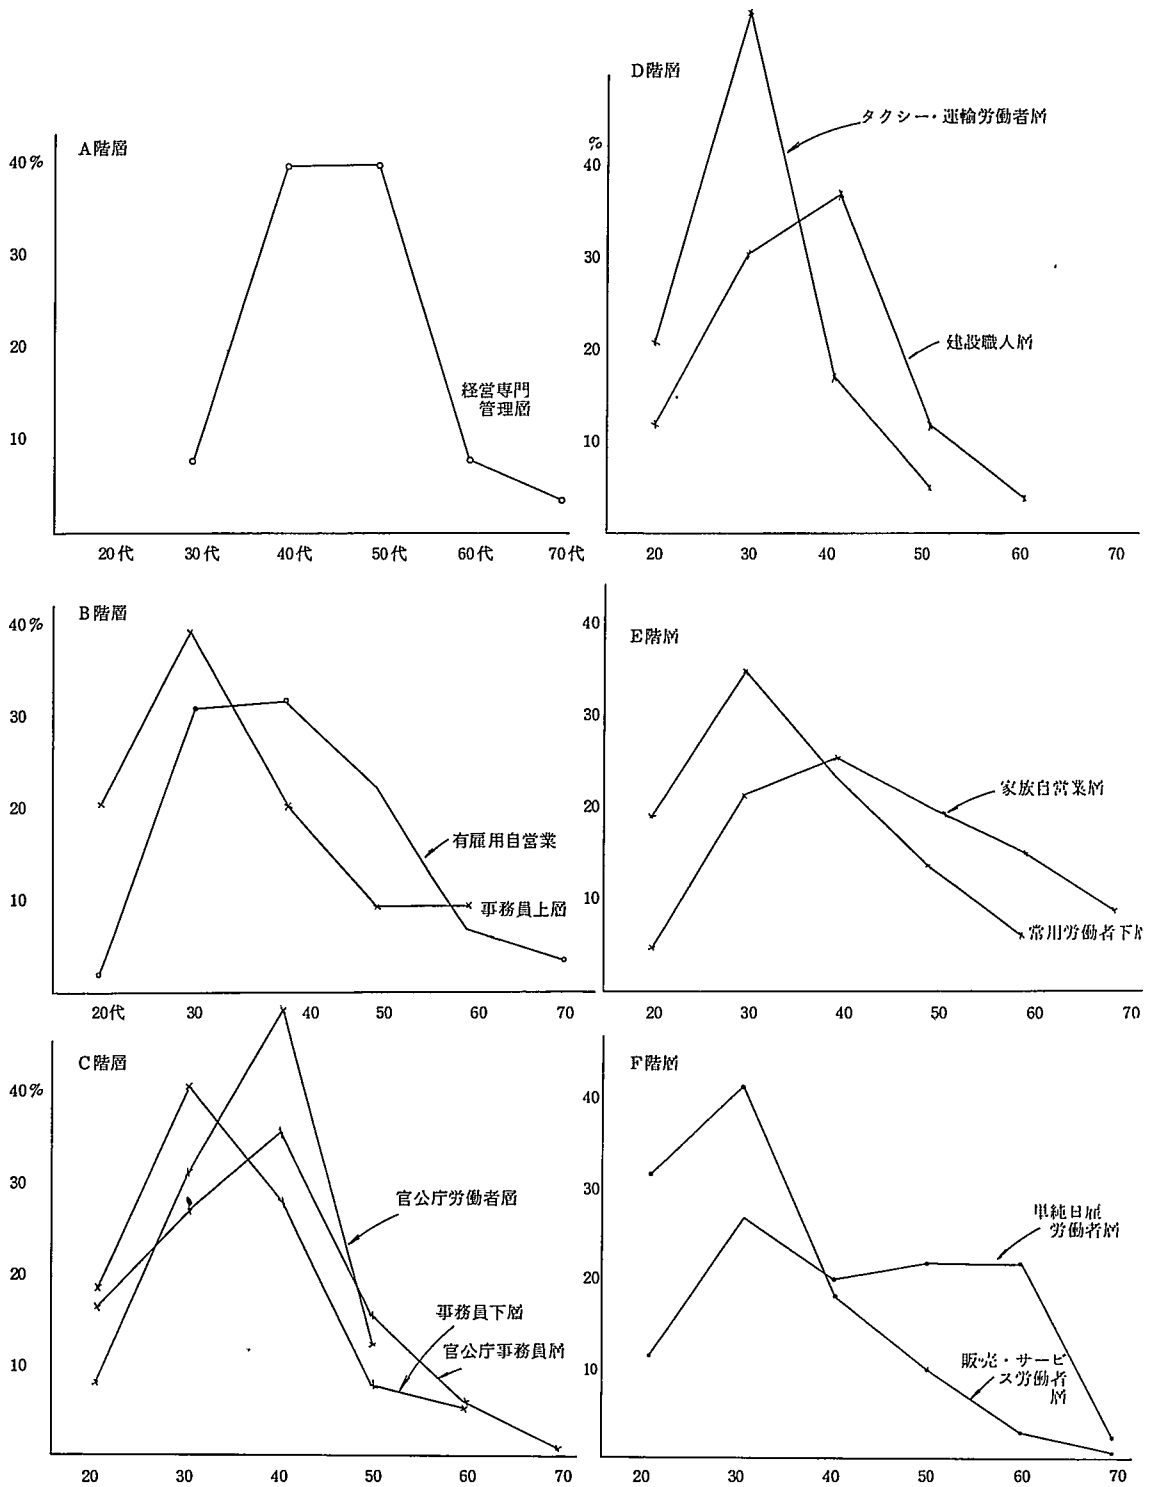 A階層
40%
30
20
10
経営専門
管理層
20代 30代 40代 50代 60代 70代
B階層
40%
30
20
10
有雇用自営業
事務員上層
20代 30 40 50 60 70
C階層
40%
30
20
10
官公庁労働者層
事務員下層
官公庁事務員層
20 30 40 50 60 70
D階層
%
40
30
20
10
タクシー・運輸労働者層
建設職人層
20 30 40 50 60 70
E階層
40
30
20
10
家族自営業層
常用労働者下層
20 30 40 50 60 70
F階層
40
30
20
10
単純日雇
労働者層
販売・サービ
ス労働者
層
20 30 40 50 60 70